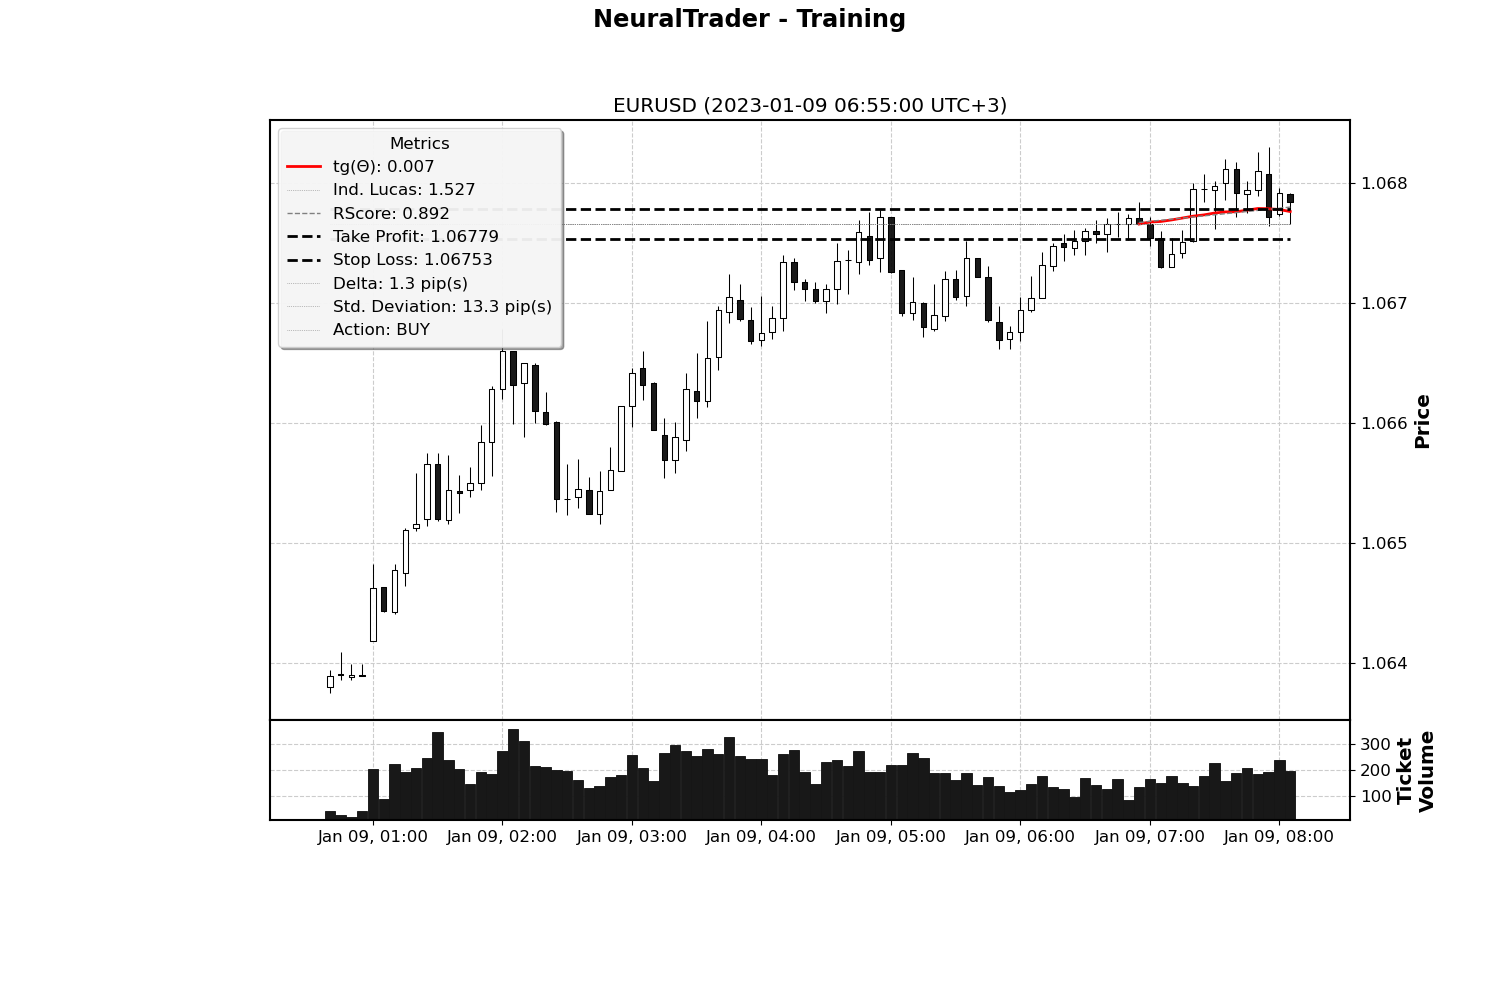 NeuralTrader - Training
EURUSD (2023-01-09 06:55:00 UTC+3)
Metrics
tg(Θ): 0.007
Ind. Lucas: 1.527
RScore: 0.892
Take Profit: 1.06779
Stop Loss: 1.06753
Delta: 1.3 pip(s)
Std. Deviation: 13.3 pip(s)
Action: BUY
1.068
1.067
1.066
1.065
1.064
Price
300
200
100
Ticket
Volume
Jan 09, 01:00 Jan 09, 02:00 Jan 09, 03:00 Jan 09, 04:00 Jan 09, 05:00 Jan 09, 06:00 Jan 09, 07:00 Jan 09, 08:00